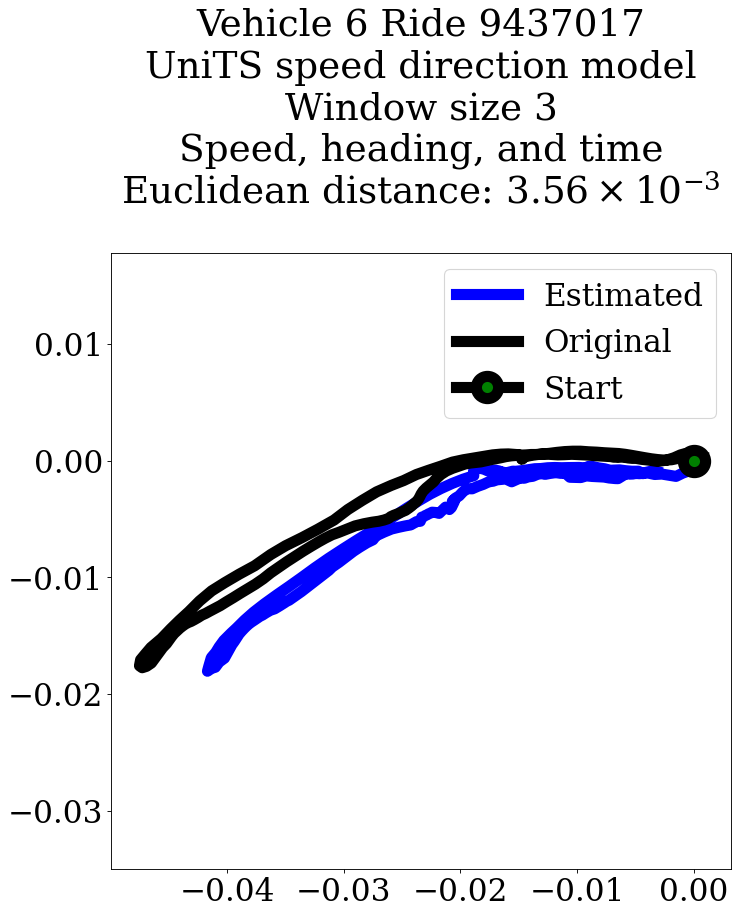 Vehicle 6 Ride 9437017
UniTS speed direction model
Window size 3
Speed, heading, and time
Euclidean distance: 3.56 × 10⁻³
Estimated
Original
Start
0.01
0.00
−0.01
−0.02
−0.03
−0.04 −0.03 −0.02 −0.01 0.00